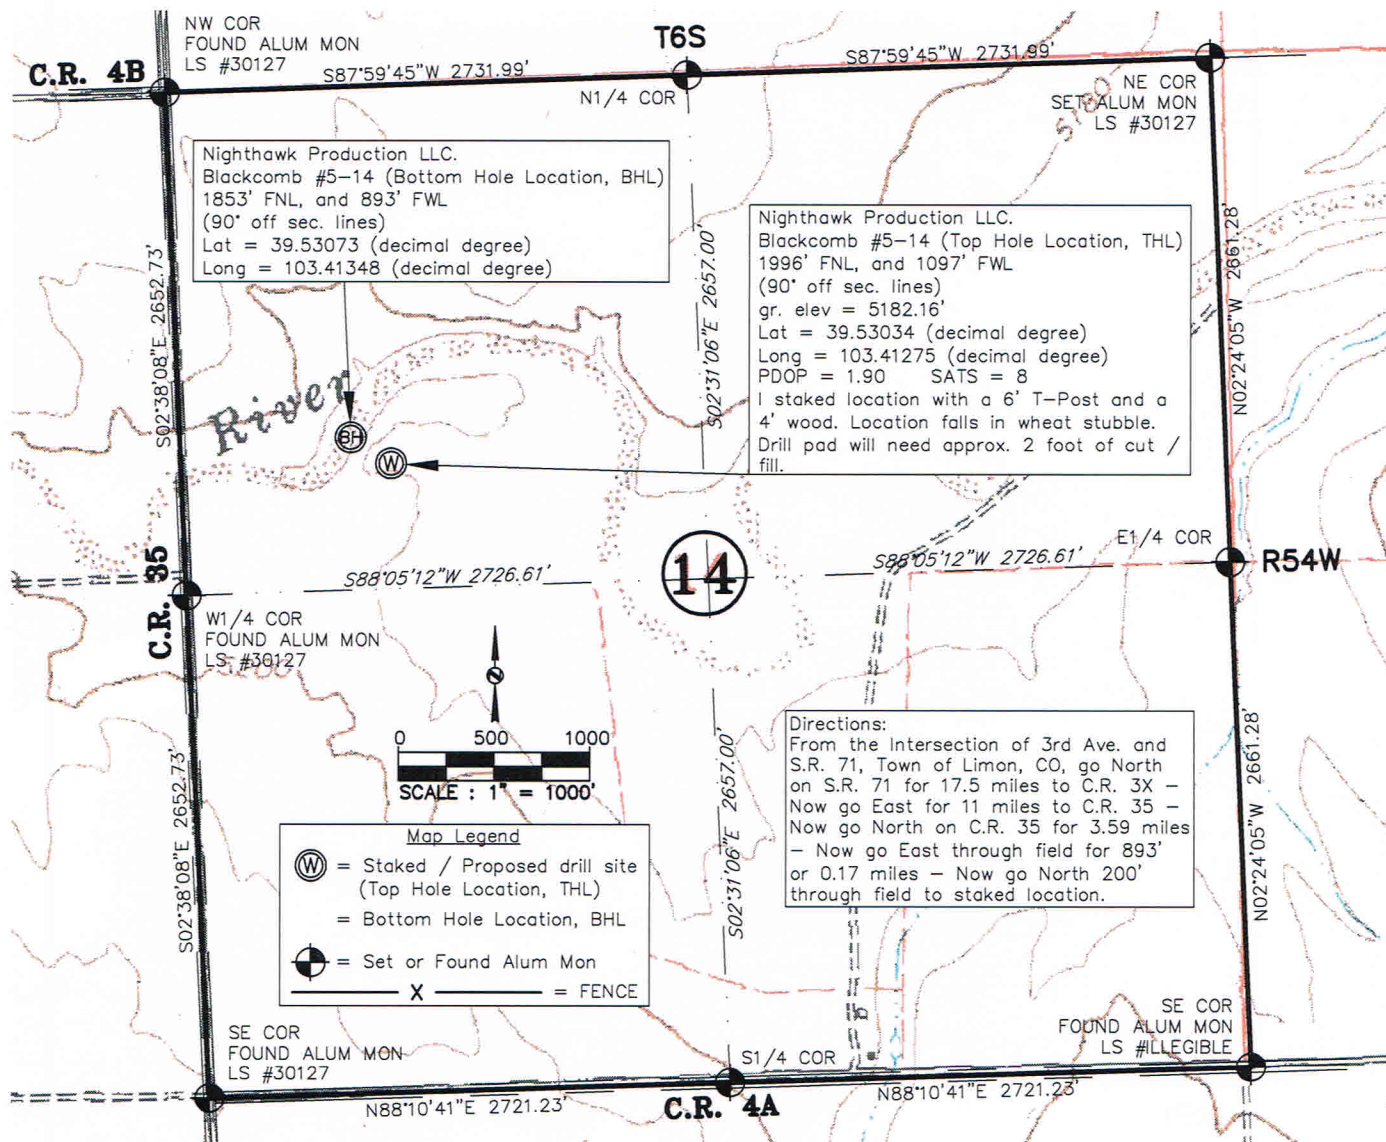 NW COR
FOUND ALUM MON
LS #30127
C.R. 4B
T6S
S87°59'45"W 2731.99'
S87°59'45"W 2731.99'
N1/4 COR
NE COR
SET ALUM MON
LS #30127
5180
Nighthawk Production LLC.
Blackcomb #5-14 (Bottom Hole Location, BHL)
1853' FNL, and 893' FWL
(90° off sec. lines)
Lat = 39.53073 (decimal degree)
Long = 103.41348 (decimal degree)
Nighthawk Production LLC.
Blackcomb #5-14 (Top Hole Location, THL)
1996' FNL, and 1097' FWL
(90° off sec. lines)
gr. elev = 5182.16'
Lat = 39.53034 (decimal degree)
Long = 103.41275 (decimal degree)
PDOP = 1.90 SATS = 8
I staked location with a 6' T-Post and a
4' wood. Location falls in wheat stubble.
Drill pad will need approx. 2 foot of cut /
fill.
S02°38'08"E 2652.73'
S02°31'06"E 2657.00'
N02°24'05"W 2661.28'
River
BH
W
E1/4 COR
R54W
14
S88°05'12"W 2726.61'
S88°05'12"W 2726.61'
C.R. 35
W1/4 COR
FOUND ALUM MON
LS #30127
5200
N
0 500 1000
SCALE : 1" = 1000'
S02°38'08"E 2652.73'
S02°31'06"E 2657.00'
N02°24'05"W 2661.28'
Directions:
From the Intersection of 3rd Ave. and
S.R. 71, Town of Limon, CO, go North
on S.R. 71 for 17.5 miles to C.R. 3X -
Now go East for 11 miles to C.R. 35 -
Now go North on C.R. 35 for 3.59 miles
- Now go East through field for 893'
or 0.17 miles - Now go North 200'
through field to staked location.
Map Legend
W = Staked / Proposed drill site
(Top Hole Location, THL)
= Bottom Hole Location, BHL
= Set or Found Alum Mon
X = FENCE
SE COR
FOUND ALUM MON
LS #30127
S1/4 COR
SE COR
FOUND ALUM MON
LS #ILLEGIBLE
N88°10'41"E 2721.23'
C.R. 4A
N88°10'41"E 2721.23'